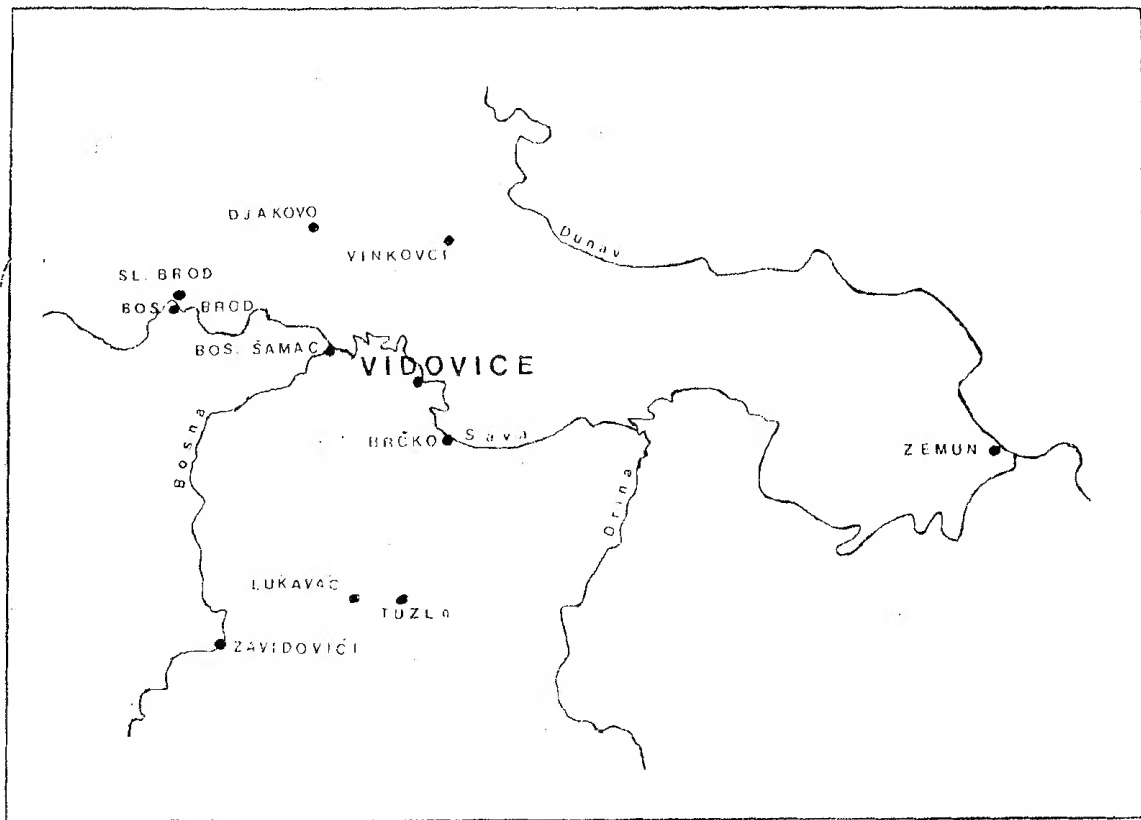 DJAKOVO
Dunav
VINKOVCI
SL. BROD
BOS. BROD
BOS. ŠAMAC
VIDOVICE
Bosna
BRČKO
Sava
ZEMUN
Drina
LUKAVAC
TUZLA
ZAVIDOVIĆI